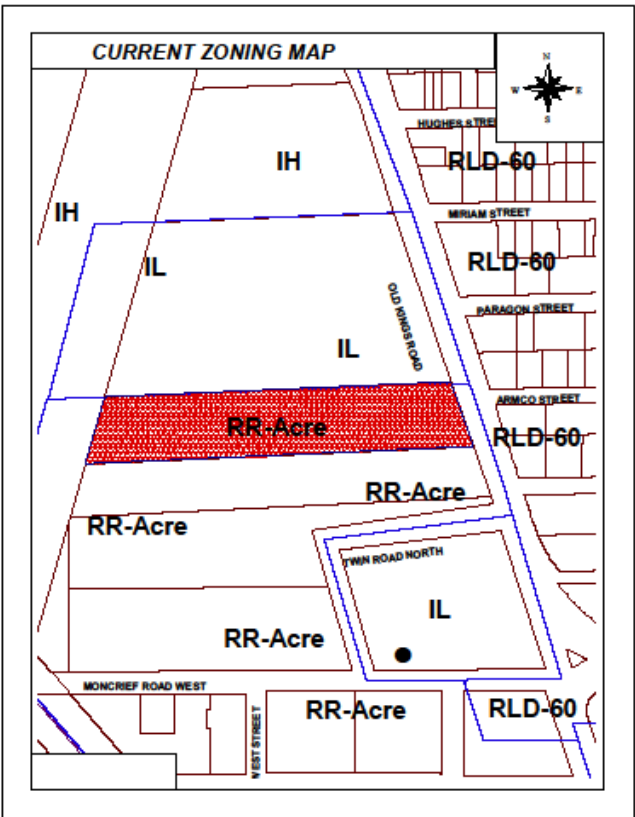 CURRENT ZONING MAP
N
W E
S
HUGHES STREE
IH
RLD-60
IH
MIRIAM STREET
IL
RLD-60
OLD KINGS ROAD
PARAGON STREET
IL
ARMCO STREET
RR-Acre
RLD-60
RR-Acre
RR-Acre
TWIN ROAD NORTH
IL
RR-Acre
MONCRIEF ROAD WEST
WEST STREET
RR-Acre
RLD-60